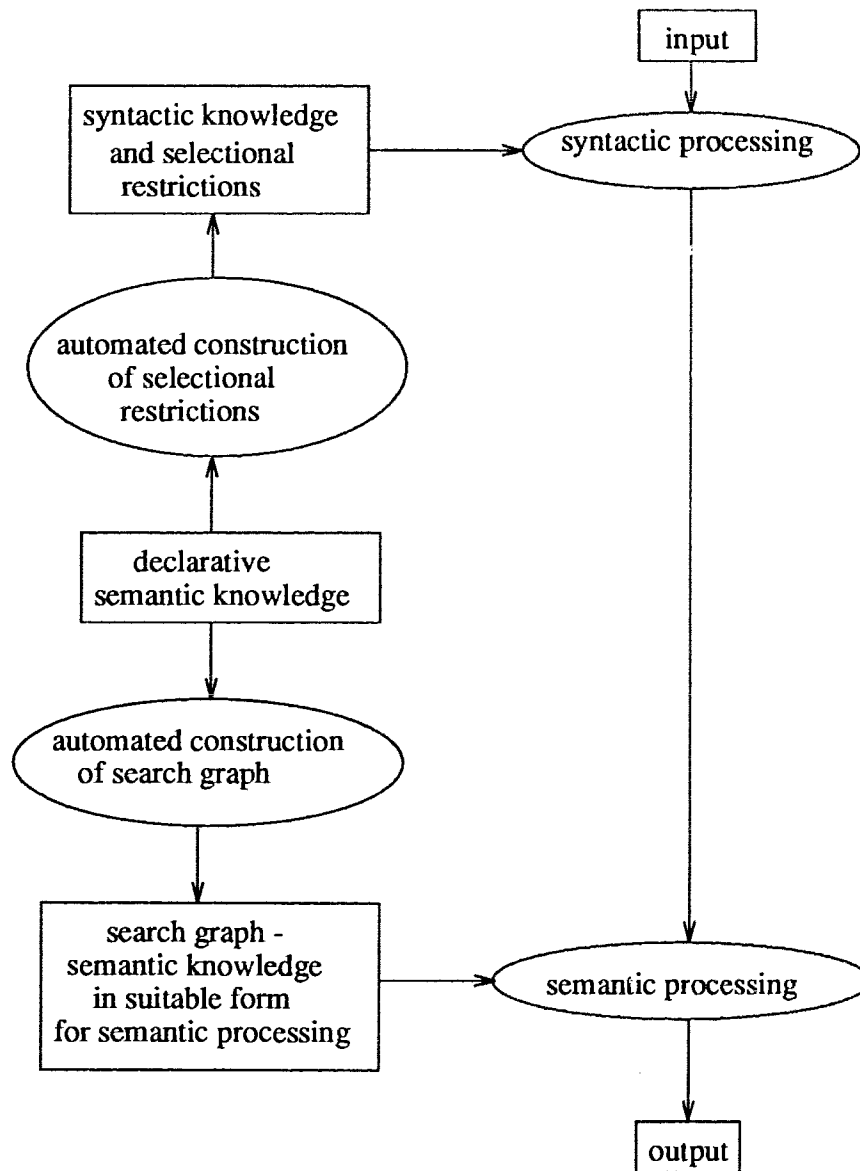 input
syntactic knowledge
and selectional
restrictions
syntactic processing
automated construction
of selectional
restrictions
declarative
semantic knowledge
automated construction
of search graph
search graph -
semantic knowledge
in suitable form
for semantic processing
semantic processing
output